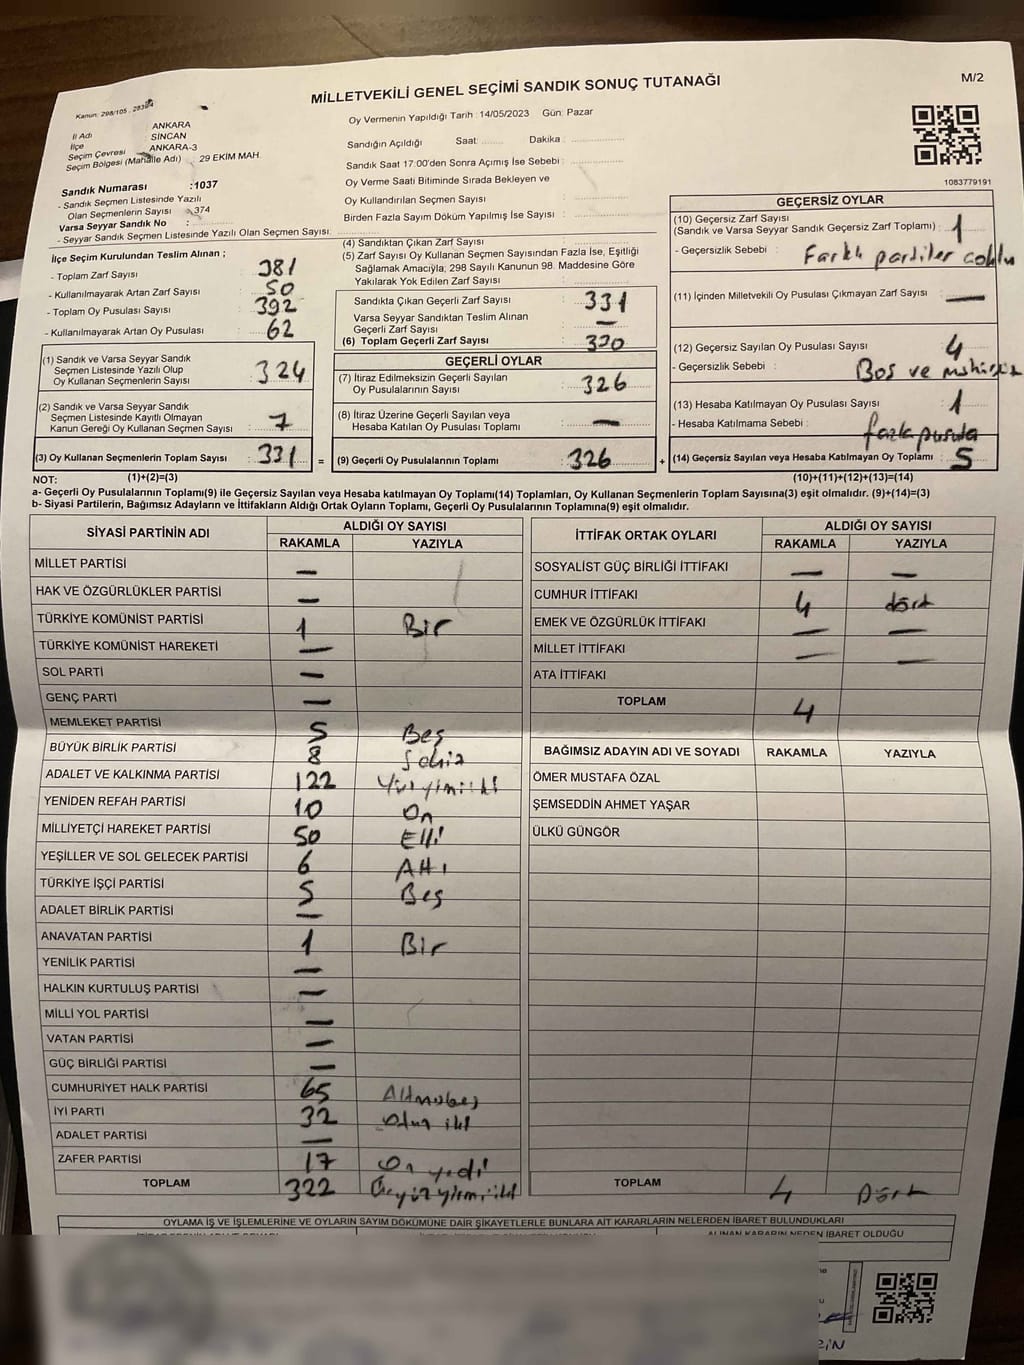 Kanun: 298/105 , 283
MİLLETVEKİLİ GENEL SEÇİMİ SANDIK SONUÇ TUTANAĞI
M/2
İl Adı ANKARA
İlçe SİNCAN
Seçim Çevresi ANKARA-3
Seçim Bölgesi (Mahalle Adı) : 29 EKİM MAH.
Sandık Numarası :1037
- Sandık Seçmen Listesinde Yazılı
Olan Seçmenlerin Sayısı :374
Varsa Seyyar Sandık No :
- Seyyar Sandık Seçmen Listesinde Yazılı Olan Seçmen Sayısı:
Oy Vermenin Yapıldığı Tarih :14/05/2023 Gün: Pazar
Sandığın Açıldığı Saat: Dakika :
Sandık Saat 17:00'den Sonra Açımış İse Sebebi :
Oy Verme Saati Bitiminde Sırada Bekleyen ve
Oy Kullandırılan Seçmen Sayısı :
Birden Fazla Sayım Döküm Yapılmış İse Sayısı :
1083779191
İlçe Seçim Kurulundan Teslim Alınan ;
- Toplam Zarf Sayısı : 381
- Kullanılmayarak Artan Zarf Sayısı : 50
- Toplam Oy Pusulası Sayısı : 392
- Kullanılmayarak Artan Oy Pusulası : 62
(4) Sandıktan Çıkan Zarf Sayısı :
(5) Zarf Sayısı Oy Kullanan Seçmen Sayısından Fazla İse, Eşitliği
Sağlamak Amacıyla; 298 Sayılı Kanunun 98. Maddesine Göre
Yakılarak Yok Edilen Zarf Sayısı :
Sandıkta Çıkan Geçerli Zarf Sayısı : 331
Varsa Seyyar Sandıktan Teslim Alınan
Geçerli Zarf Sayısı : —
(6) Toplam Geçerli Zarf Sayısı : 330
GEÇERSİZ OYLAR
(10) Geçersiz Zarf Sayısı
(Sandık ve Varsa Seyyar Sandık Geçersiz Zarf Toplamı) : 1
- Geçersizlik Sebebi : Farklı partiler
(11) İçinden Milletvekili Oy Pusulası Çıkmayan Zarf Sayısı : —
(12) Geçersiz Sayılan Oy Pusulası Sayısı : 4
- Geçersizlik Sebebi : Bos ve
(13) Hesaba Katılmayan Oy Pusulası Sayısı : 1
- Hesaba Katılmama Sebebi : fazla pusula
(14) Geçersiz Sayılan veya Hesaba Katılmayan Oy Toplamı : 5
(10)+(11)+(12)+(13)=(14)
(1) Sandık ve Varsa Seyyar Sandık
Seçmen Listesinde Yazılı Olup
Oy Kullanan Seçmenlerin Sayısı : 324
(2) Sandık ve Varsa Seyyar Sandık
Seçmen Listesinde Kayıtlı Olmayan
Kanun Gereği Oy Kullanan Seçmen Sayısı : 7
(3) Oy Kullanan Seçmenlerin Toplam Sayısı : 331 =
(1)+(2)=(3)
GEÇERLİ OYLAR
(7) İtiraz Edilmeksizin Geçerli Sayılan
Oy Pusulalarının Sayısı : 326
(8) İtiraz Üzerine Geçerli Sayılan veya
Hesaba Katılan Oy Pusulası Toplamı : —
(9) Geçerli Oy Pusulalarının Toplamı : 326 +
NOT:
a- Geçerli Oy Pusulalarının Toplamı(9) ile Geçersiz Sayılan veya Hesaba katılmayan Oy Toplamı(14) Toplamları, Oy Kullanan Seçmenlerin Toplam Sayısına(3) eşit olmalıdır. (9)+(14)=(3)
b- Siyasi Partilerin, Bağımsız Adayların ve İttifakların Aldığı Ortak Oyların Toplamı, Geçerli Oy Pusulalarının Toplamına(9) eşit olmalıdır.
SİYASİ PARTİNİN ADI ALDIĞI OY SAYISI
RAKAMLA YAZIYLA
MİLLET PARTİSİ —
HAK VE ÖZGÜRLÜKLER PARTİSİ —
TÜRKİYE KOMÜNİST PARTİSİ 1 Bir
TÜRKİYE KOMÜNİST HAREKETİ —
SOL PARTİ —
GENÇ PARTİ —
MEMLEKET PARTİSİ 5 Beş
BÜYÜK BİRLİK PARTİSİ 8 Sekiz
ADALET VE KALKINMA PARTİSİ 122 Yüzyirmiiki
YENİDEN REFAH PARTİSİ 10 On
MİLLİYETÇİ HAREKET PARTİSİ 50 Elli
YEŞİLLER VE SOL GELECEK PARTİSİ 6 Altı
TÜRKİYE İŞÇİ PARTİSİ 5 Beş
ADALET BİRLİK PARTİSİ —
ANAVATAN PARTİSİ 1 Bir
YENİLİK PARTİSİ —
HALKIN KURTULUŞ PARTİSİ —
MİLLİ YOL PARTİSİ —
VATAN PARTİSİ —
GÜÇ BİRLİĞİ PARTİSİ —
CUMHURİYET HALK PARTİSİ 65 Altmışbeş
İYİ PARTİ 32 Otuz iki
ADALET PARTİSİ —
ZAFER PARTİSİ 17 On yedi
TOPLAM 322 Üçyüzyirmiiki
İTTİFAK ORTAK OYLARI ALDIĞI OY SAYISI
RAKAMLA YAZIYLA
SOSYALİST GÜÇ BİRLİĞİ İTTİFAKI — —
CUMHUR İTTİFAKI 4 dört
EMEK VE ÖZGÜRLÜK İTTİFAKI — —
MİLLET İTTİFAKI — —
ATA İTTİFAKI
TOPLAM 4
BAĞIMSIZ ADAYIN ADI VE SOYADI RAKAMLA YAZIYLA
ÖMER MUSTAFA ÖZAL
ŞEMSEDDİN AHMET YAŞAR
ÜLKÜ GÜNGÖR
TOPLAM 4 Dört
OYLAMA İŞ VE İŞLEMLERİNE VE OYLARIN SAYIM DÖKÜMÜNE DAİR ŞİKAYETLERLE BUNLARA AİT KARARLARIN NELERDEN İBARET BULUNDUKLARI
ALINAN KARARIN NEDEN İBARET OLDUĞU